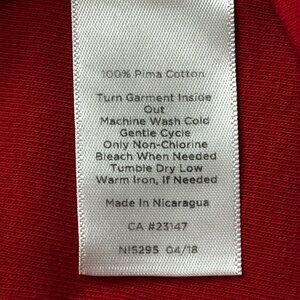 100% Pima Cotton
Turn Garment Inside
Out
Machine Wash Cold
Gentle Cycle
Only Non-Chlorine
Bleach When Needed
Tumble Dry Low
Warm Iron, if Needed
Made In Nicaragua
CA #23147
NI5295 04/18